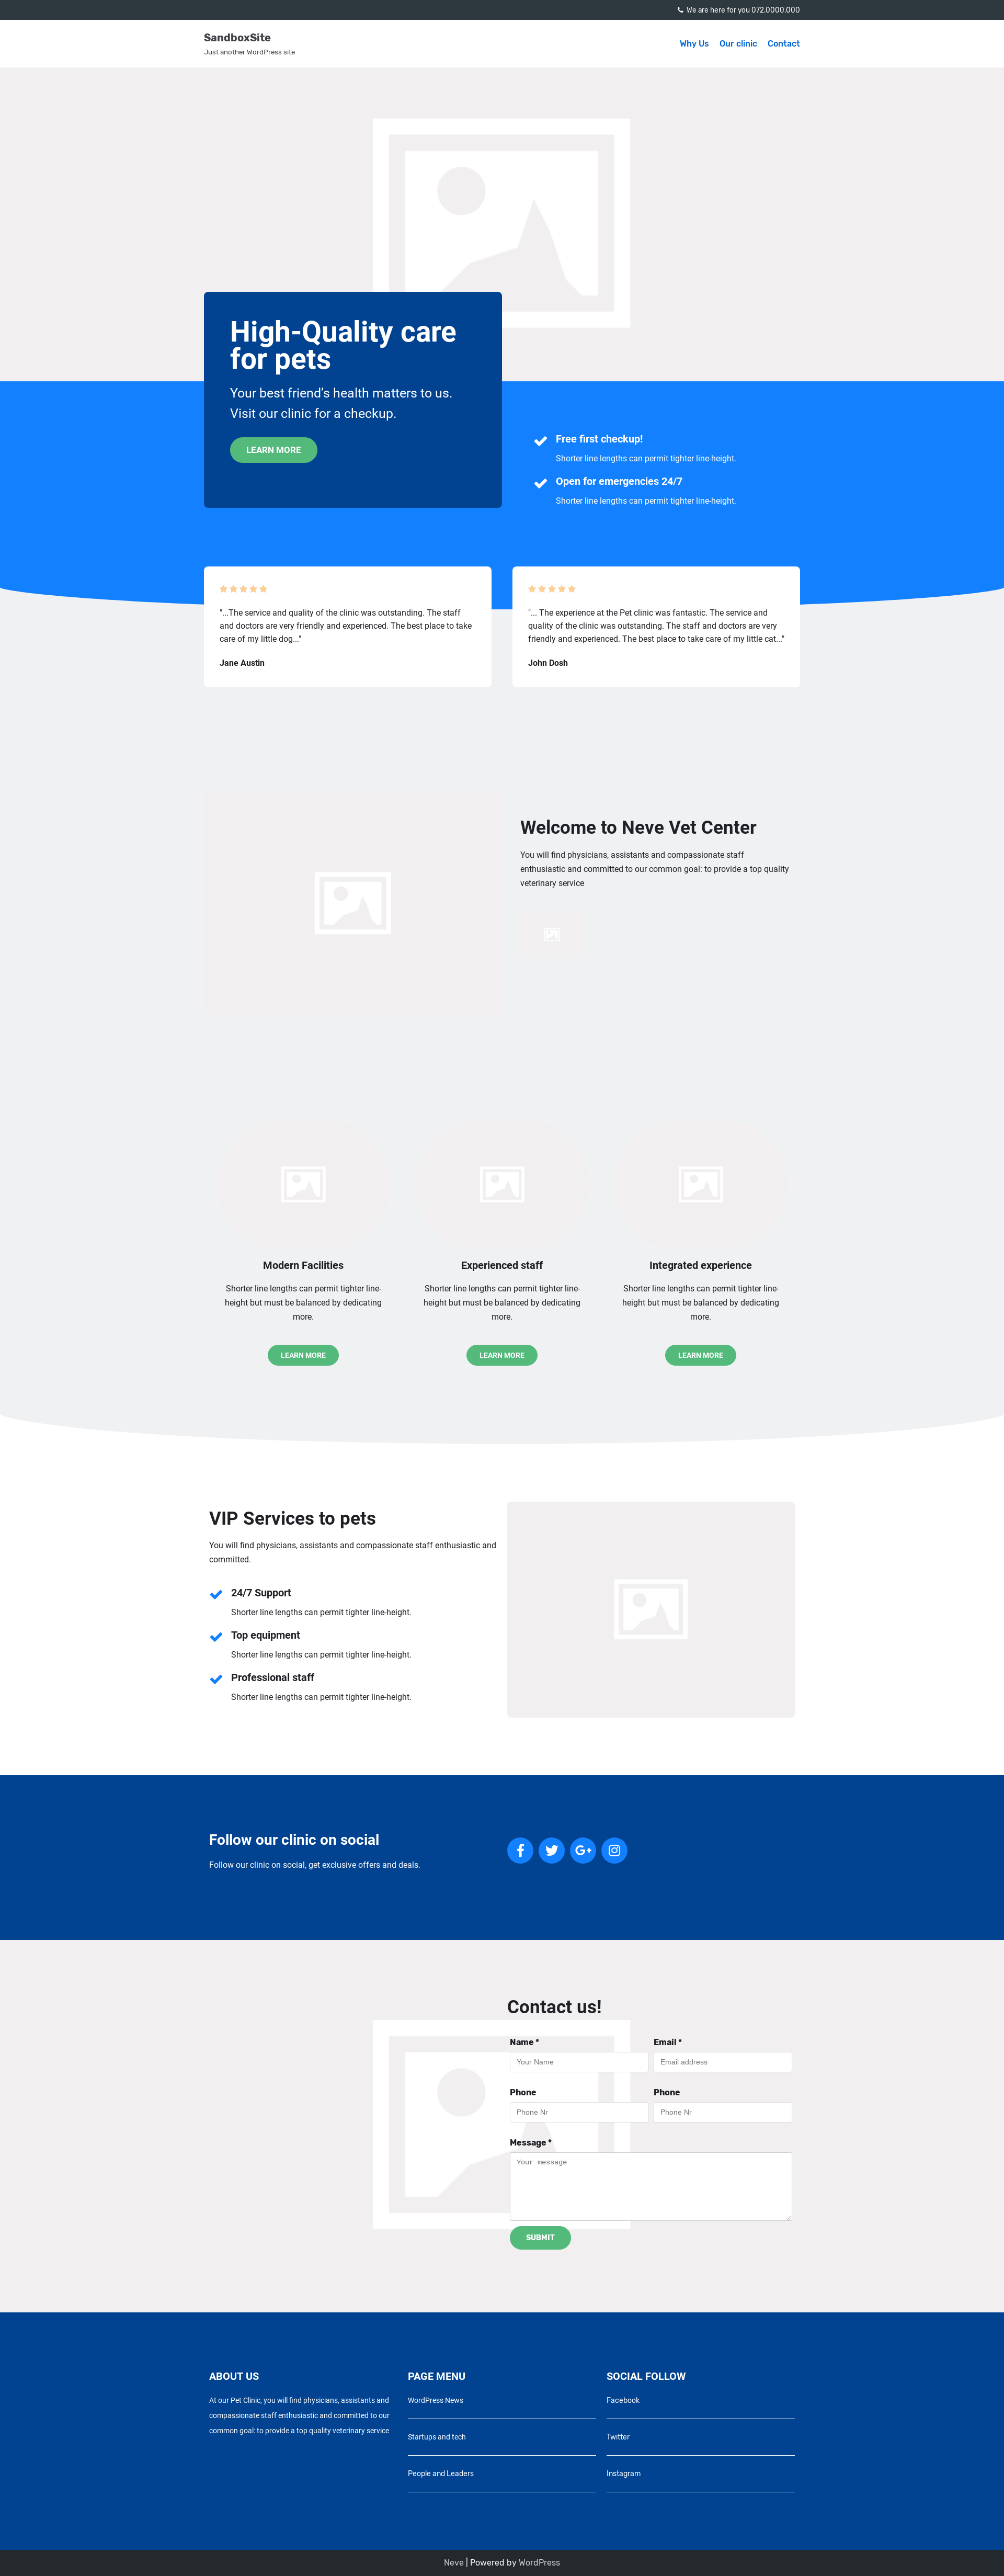 We are here for you 072.0000.000
SandboxSite
Just another WordPress site
Why Us Our clinic Contact
High-Quality care
for pets
Your best friend’s health matters to us.
Visit our clinic for a checkup.
LEARN MORE
Free first checkup!
Shorter line lengths can permit tighter line-height.
Open for emergencies 24/7
Shorter line lengths can permit tighter line-height.
"...The service and quality of the clinic was outstanding. The staff
and doctors are very friendly and experienced. The best place to take
care of my little dog..."
Jane Austin
"... The experience at the Pet clinic was fantastic. The service and
quality of the clinic was outstanding. The staff and doctors are very
friendly and experienced. The best place to take care of my little cat..."
John Dosh
Welcome to Neve Vet Center
You will find physicians, assistants and compassionate staff
enthusiastic and committed to our common goal: to provide a top quality
veterinary service
Modern Facilities
Shorter line lengths can permit tighter line-
height but must be balanced by dedicating
more.
LEARN MORE
Experienced staff
Shorter line lengths can permit tighter line-
height but must be balanced by dedicating
more.
LEARN MORE
Integrated experience
Shorter line lengths can permit tighter line-
height but must be balanced by dedicating
more.
LEARN MORE
VIP Services to pets
You will find physicians, assistants and compassionate staff enthusiastic and
committed.
24/7 Support
Shorter line lengths can permit tighter line-height.
Top equipment
Shorter line lengths can permit tighter line-height.
Professional staff
Shorter line lengths can permit tighter line-height.
Follow our clinic on social
Follow our clinic on social, get exclusive offers and deals.
Contact us!
Name * Email *
Your Name Email address
Phone Phone
Phone Nr Phone Nr
Message *
Your message
SUBMIT
ABOUT US
At our Pet Clinic, you will find physicians, assistants and
compassionate staff enthusiastic and committed to our
common goal: to provide a top quality veterinary service
PAGE MENU
WordPress News
Startups and tech
People and Leaders
SOCIAL FOLLOW
Facebook
Twitter
Instagram
Neve | Powered by WordPress